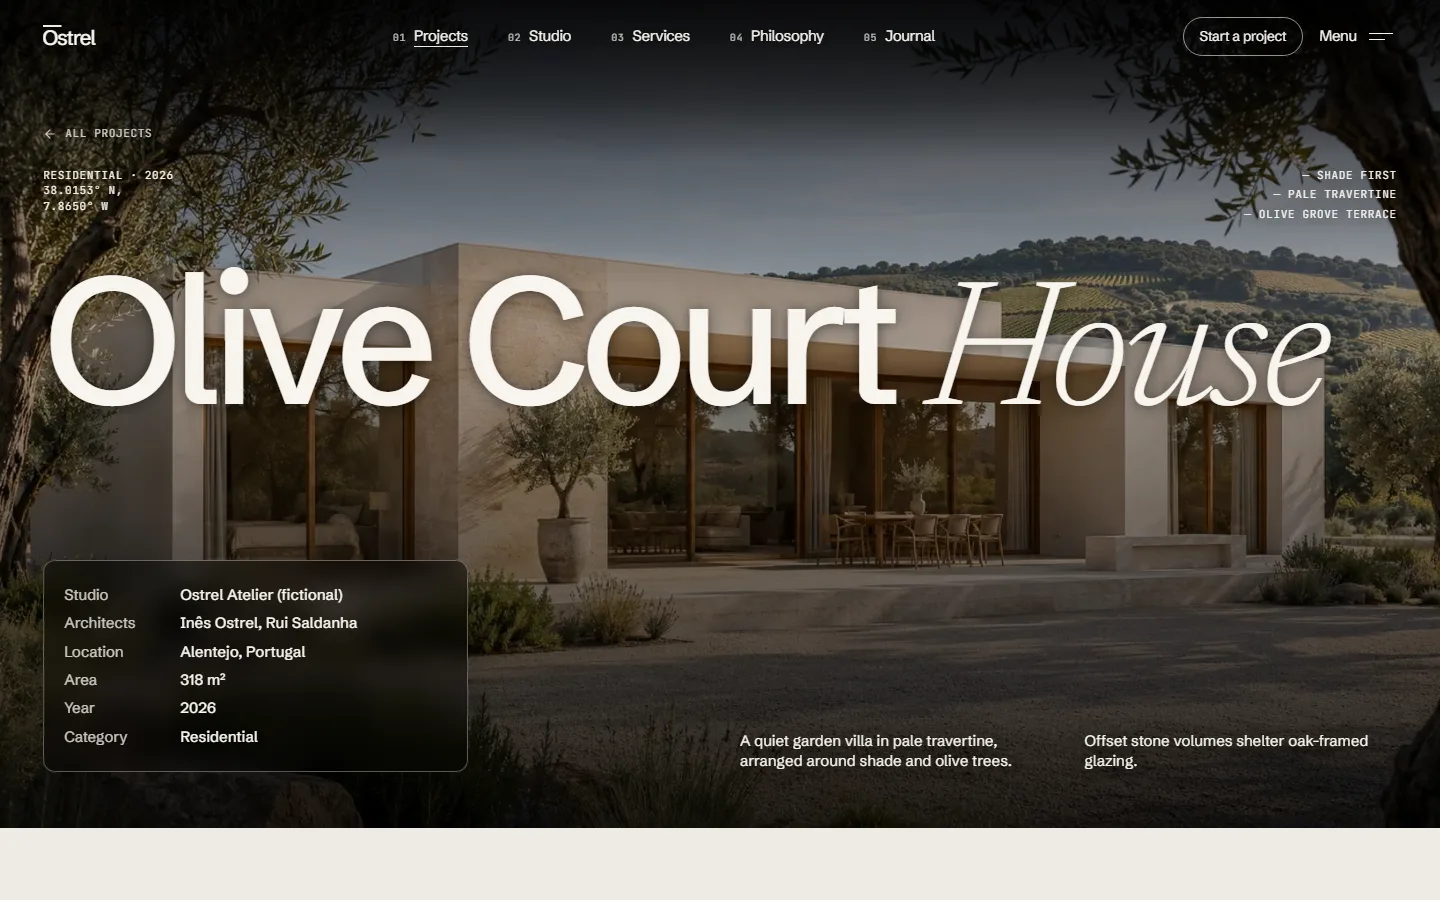 Ostrel
01 Projects
02 Studio
03 Services
04 Philosophy
05 Journal
Start a project
Menu
← ALL PROJECTS
RESIDENTIAL · 2026
38.0153° N,
7.8650° W
— SHADE FIRST
— PALE TRAVERTINE
— OLIVE GROVE TERRACE
Olive Court House
Studio Ostrel Atelier (fictional)
Architects Inês Ostrel, Rui Saldanha
Location Alentejo, Portugal
Area 318 m²
Year 2026
Category Residential
A quiet garden villa in pale travertine,
arranged around shade and olive trees.
Offset stone volumes shelter oak-framed
glazing.